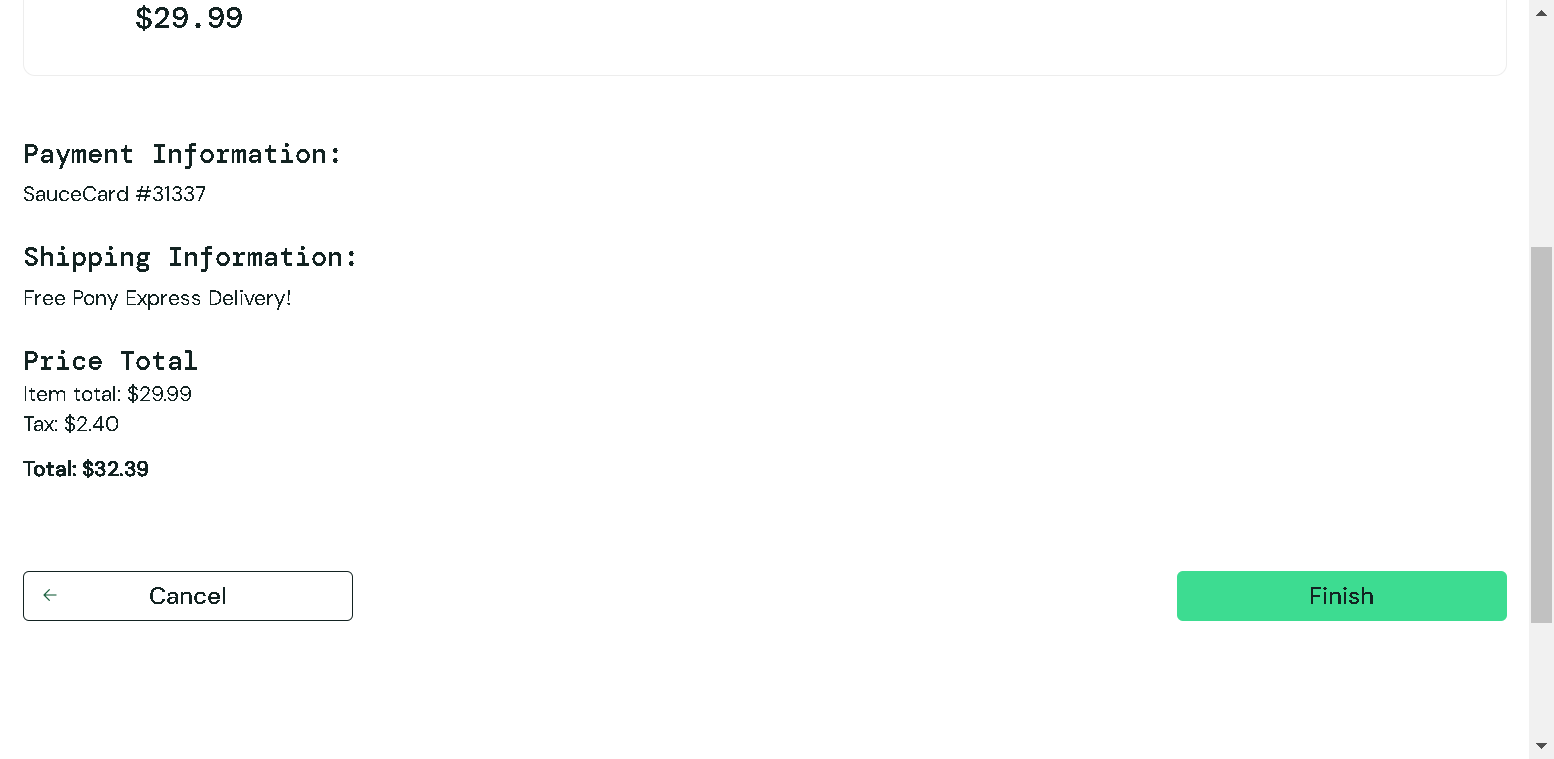 $29.99
Payment Information:
SauceCard #31337
Shipping Information:
Free Pony Express Delivery!
Price Total
Item total: $29.99
Tax: $2.40
Total: $32.39
Cancel
Finish